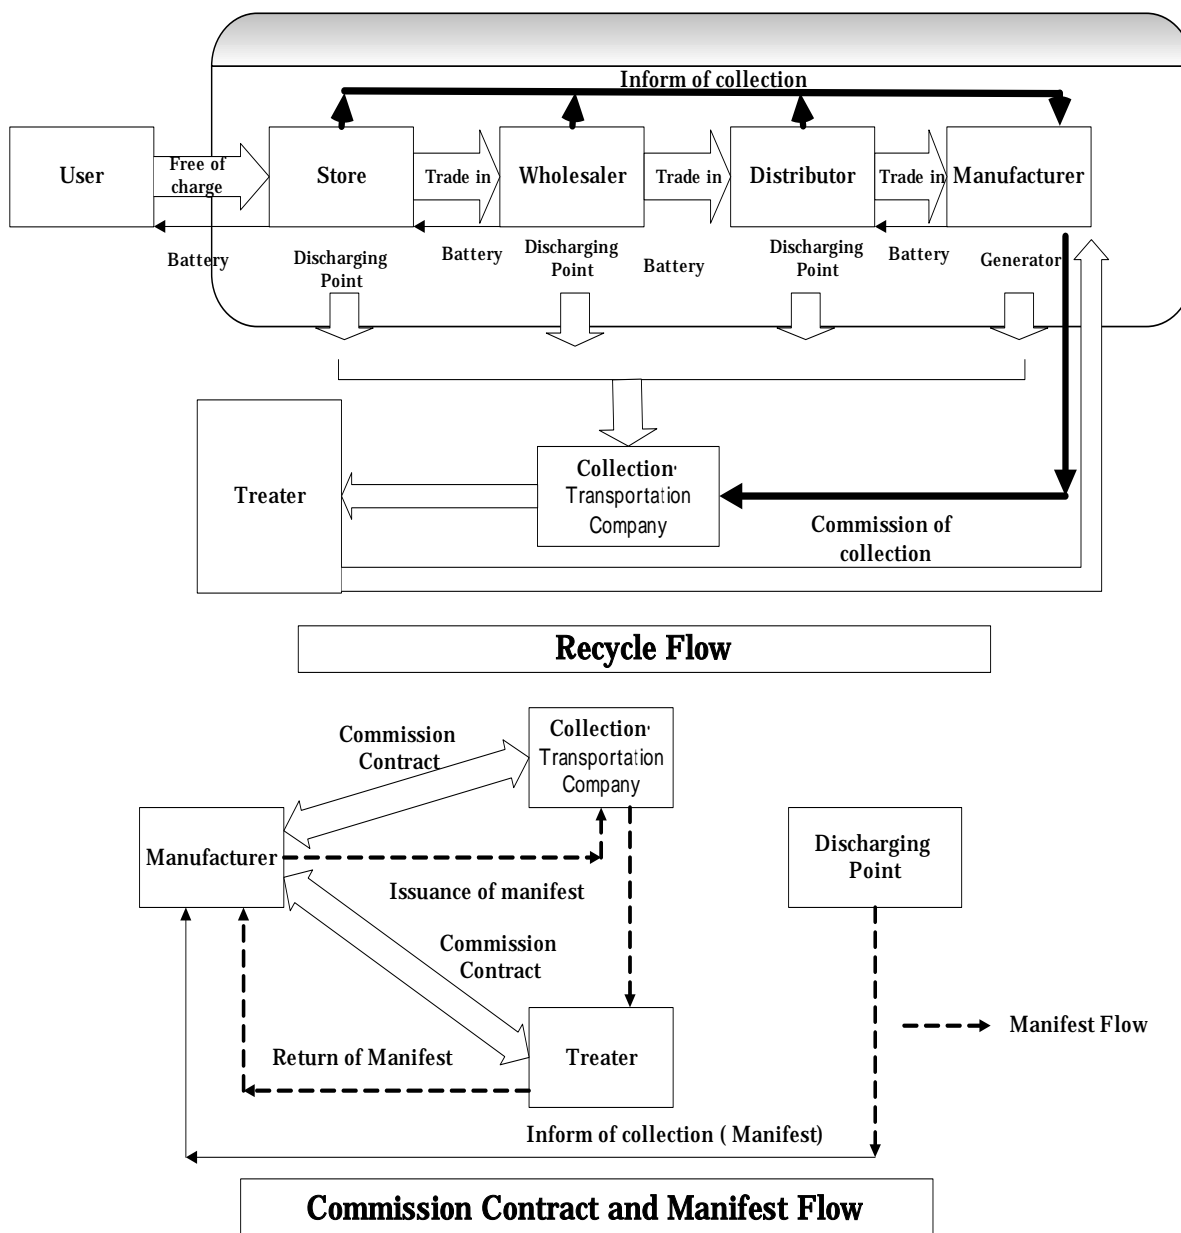 Inform of collection
User
Free of
charge
Store
Trade in
Wholesaler
Trade in
Distributor
Trade in
Manufacturer
Battery
Discharging
Point
Battery
Discharging
Point
Battery
Discharging
Point
Battery
Generator
Treater
Collection·
Transportation
Company
Commission of
collection
Recycle Flow
Commission
Contract
Collection·
Transportation
Company
Manufacturer
Issuance of manifest
Discharging
Point
Commission
Contract
Manifest Flow
Return of Manifest
Treater
Inform of collection ( Manifest)
Commission Contract and Manifest Flow